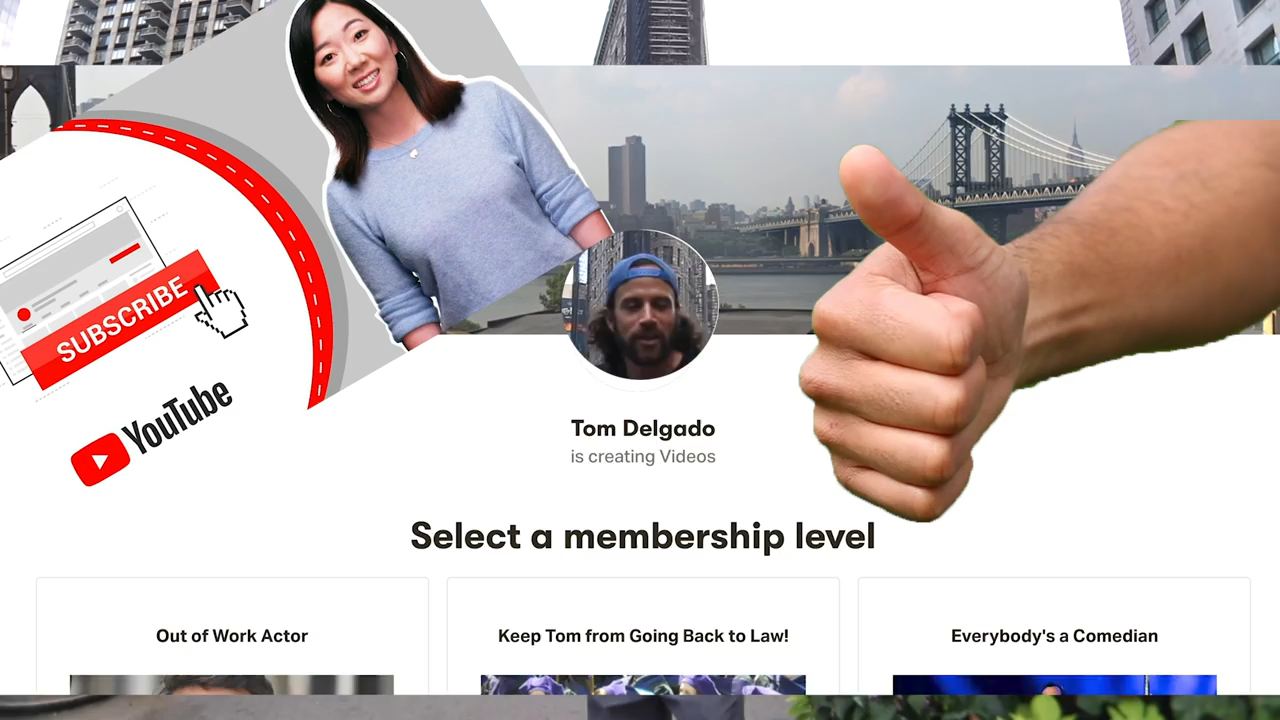 SUBSCRIBE
YouTube
Tom Delgado
is creating Videos
Select a membership level
Out of Work Actor
Keep Tom from Going Back to Law!
Everybody's a Comedian